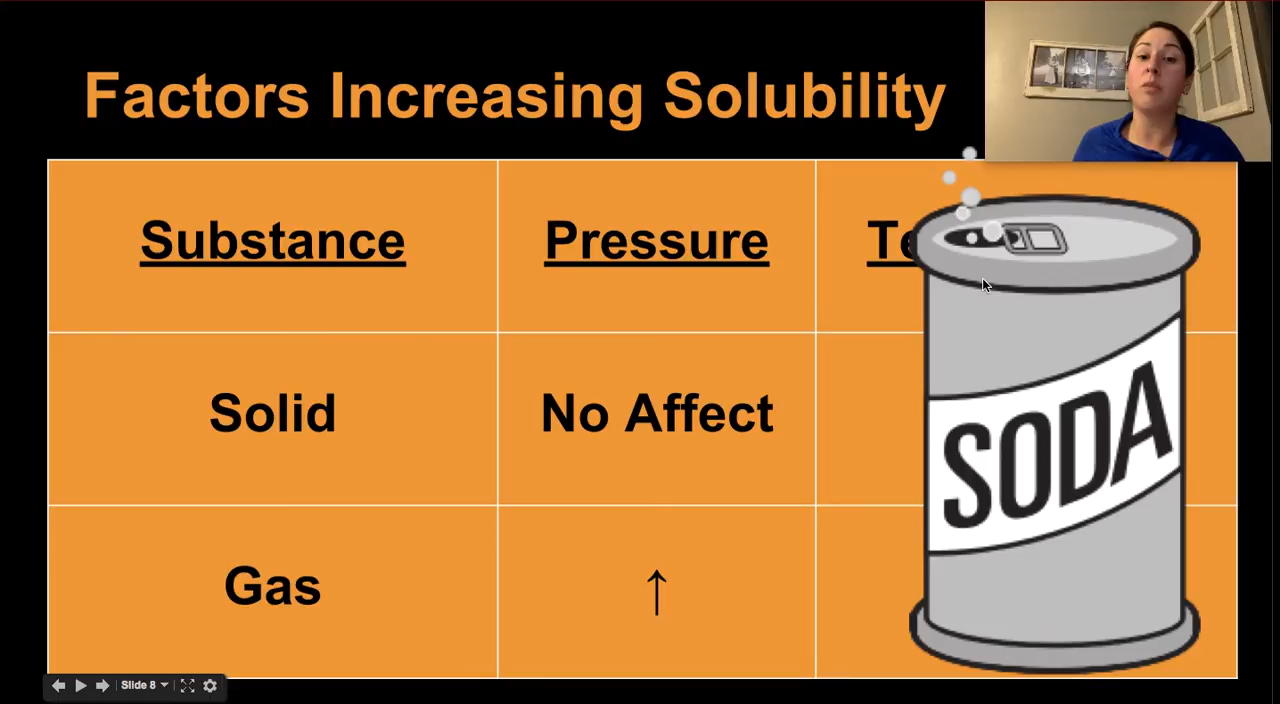 Factors Increasing Solubility
Substance Pressure Te
Solid No Affect
Gas ↑
SODA
Slide 8